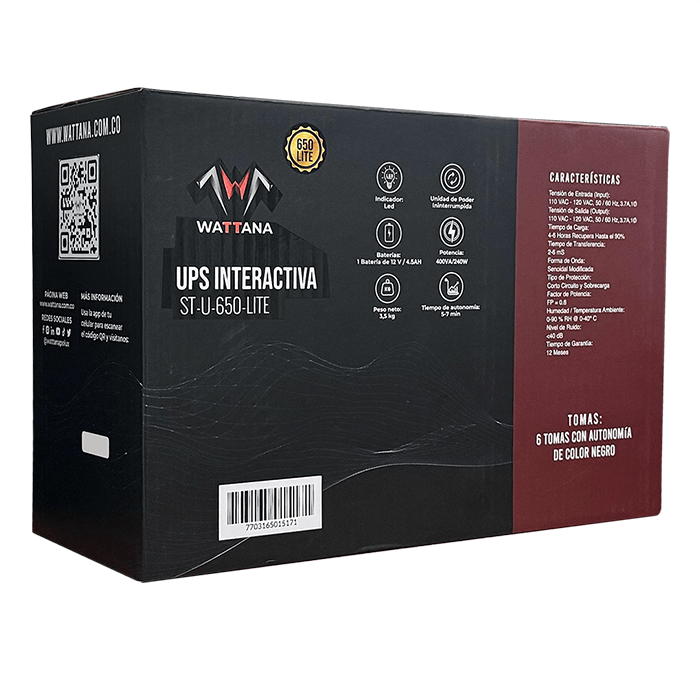 WWW.WATTANA.COM.CO
PÁGINA WEB
www.wattana.com.co
REDES SOCIALES
@wattanaplux
MÁS INFORMACIÓN
Usa la app de tu
celular para escanear
el código QR y visítanos:
650
LITE
WATTANA
UPS INTERACTIVA
ST-U-650-LITE
Indicador:
Led
Unidad de Poder
Ininterrumpida
Baterías:
1 Batería de 12 V / 4.5AH
Potencia:
400VA/240W
Peso neto:
3,5 kg
Tiempo de autonomía:
5-7 min
7703165015171
CARACTERÍSTICAS
Tensión de Entrada (Input):
110 VAC - 120 VAC, 50 / 60 Hz, 3.7A,1Ø
Tensión de Salida (Output):
110 VAC - 120 VAC, 50 / 60 Hz, 3.7A,1Ø
Tiempo de Carga:
4-6 Horas Recupera Hasta el 90%
Tiempo de Transferencia:
2-6 mS
Forma de Onda:
Senoidal Modificada
Tipo de Protección:
Corto Circuito y Sobrecarga
Factor de Potencia:
FP = 0.6
Humedad / Temperatura Ambiente:
0-90 % RH @ 0-40° C
Nivel de Ruido:
<40 dB
Tiempo de Garantía:
12 Meses
TOMAS:
6 TOMAS CON AUTONOMÍA
DE COLOR NEGRO